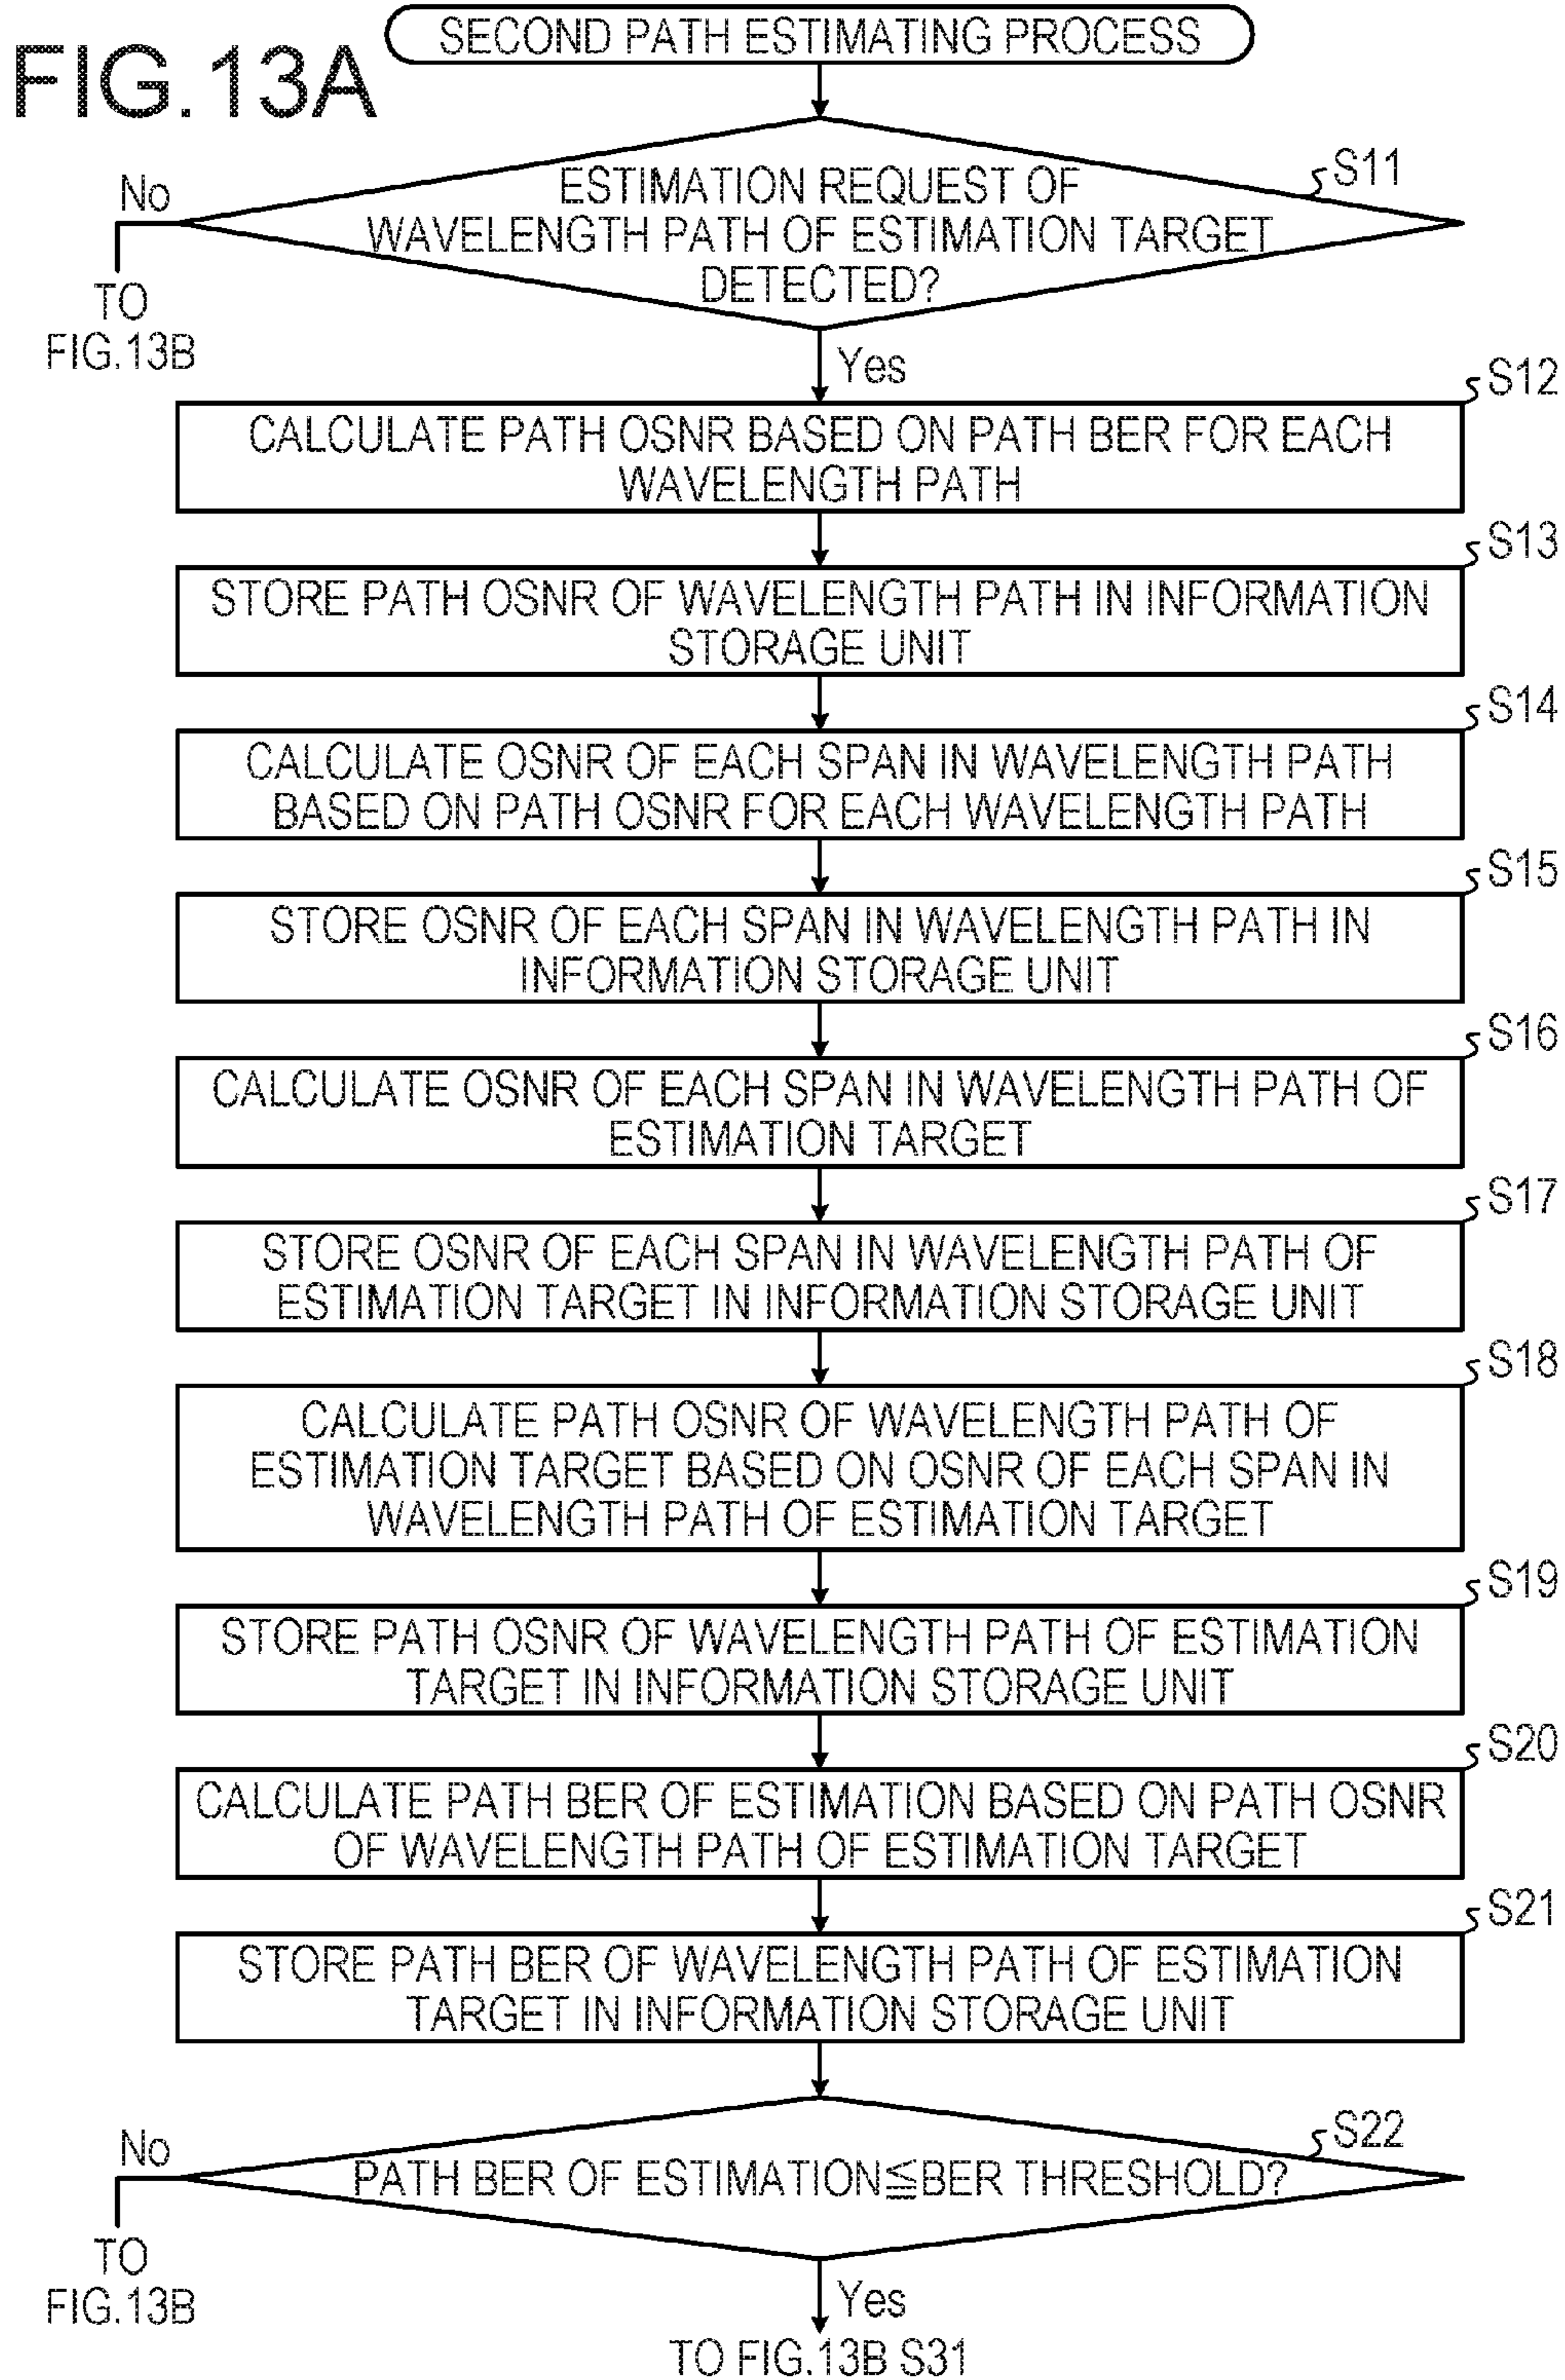 FIG. 13A
SECOND PATH ESTIMATING PROCESS
S11
ESTIMATION REQUEST OF
WAVELENGTH PATH OF ESTIMATION TARGET
DETECTED?
No
TO
FIG.13B
Yes
S12
CALCULATE PATH OSNR BASED ON PATH BER FOR EACH
WAVELENGTH PATH
S13
STORE PATH OSNR OF WAVELENGTH PATH IN INFORMATION
STORAGE UNIT
S14
CALCULATE OSNR OF EACH SPAN IN WAVELENGTH PATH
BASED ON PATH OSNR FOR EACH WAVELENGTH PATH
S15
STORE OSNR OF EACH SPAN IN WAVELENGTH PATH IN
INFORMATION STORAGE UNIT
S16
CALCULATE OSNR OF EACH SPAN IN WAVELENGTH PATH OF
ESTIMATION TARGET
S17
STORE OSNR OF EACH SPAN IN WAVELENGTH PATH OF
ESTIMATION TARGET IN INFORMATION STORAGE UNIT
S18
CALCULATE PATH OSNR OF WAVELENGTH PATH OF
ESTIMATION TARGET BASED ON OSNR OF EACH SPAN IN
WAVELENGTH PATH OF ESTIMATION TARGET
S19
STORE PATH OSNR OF WAVELENGTH PATH OF ESTIMATION
TARGET IN INFORMATION STORAGE UNIT
S20
CALCULATE PATH BER OF ESTIMATION BASED ON PATH OSNR
OF WAVELENGTH PATH OF ESTIMATION TARGET
S21
STORE PATH BER OF WAVELENGTH PATH OF ESTIMATION
TARGET IN INFORMATION STORAGE UNIT
S22
PATH BER OF ESTIMATION≦BER THRESHOLD?
No
TO
FIG.13B
Yes
TO FIG.13B S31